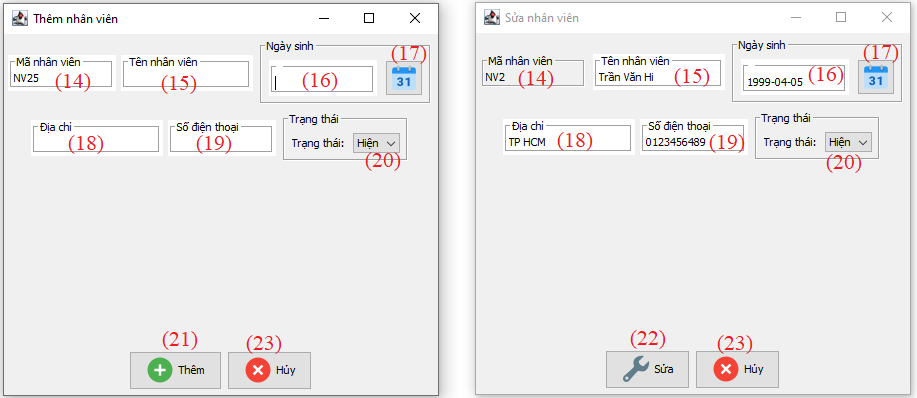 Thêm nhân viên
Ngày sinh
(17)
Mã nhân viên
Tên nhân viên
NV25
(14)
(15)
(16)
31
Địa chỉ
Số điện thoại
Trạng thái
(18)
(19)
Trạng thái:
Hiện
(20)
(21)
(23)
Thêm
Hủy
Sửa nhân viên
Ngày sinh
(17)
Mã nhân viên
Tên nhân viên
NV2
(14)
Trần Văn Hi
(15)
1999-04-05
(16)
31
Địa chỉ
Số điện thoại
Trạng thái
TP HCM
(18)
0123456489
(19)
Trạng thái:
Hiện
(20)
(22)
(23)
Sửa
Hủy